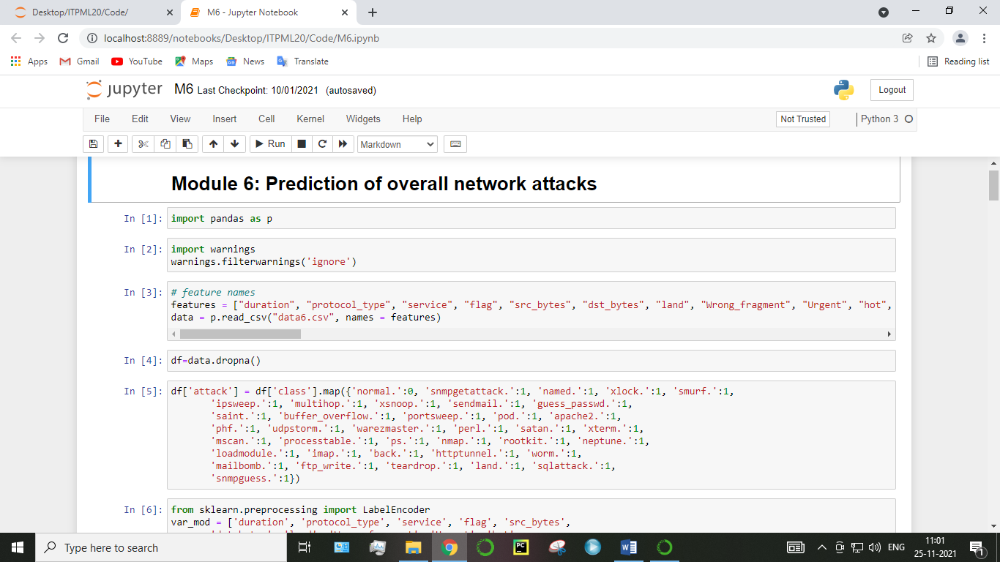 Desktop/ITPML20/Code/
M6 - Jupyter Notebook
localhost:8889/notebooks/Desktop/ITPML20/Code/M6.ipynb
Apps Gmail YouTube Maps News Translate Reading list
jupyter M6 Last Checkpoint: 10/01/2021 (autosaved) Logout
File Edit View Insert Cell Kernel Widgets Help Not Trusted Python 3
Run Markdown
Module 6: Prediction of overall network attacks
In [1]: import pandas as p
In [2]: import warnings
warnings.filterwarnings('ignore')
In [3]: # feature names
features = ["duration", "protocol_type", "service", "flag", "src_bytes", "dst_bytes", "land", "Wrong_fragment", "Urgent", "hot",
data = p.read_csv("data6.csv", names = features)
In [4]: df=data.dropna()
In [5]: df['attack'] = df['class'].map({'normal.':0, 'snmpgetattack.':1, 'named.':1, 'xlock.':1, 'smurf.':1,
'ipsweep.':1, 'multihop.':1, 'xsnoop.':1, 'sendmail.':1, 'guess_passwd.':1,
'saint.':1, 'buffer_overflow.':1, 'portsweep.':1, 'pod.':1, 'apache2.':1,
'phf.':1, 'udpstorm.':1, 'warezmaster.':1, 'perl.':1, 'satan.':1, 'xterm.':1,
'mscan.':1, 'processtable.':1, 'ps.':1, 'nmap.':1, 'rootkit.':1, 'neptune.':1,
'loadmodule.':1, 'imap.':1, 'back.':1, 'httptunnel.':1, 'worm.':1,
'mailbomb.':1, 'ftp_write.':1, 'teardrop.':1, 'land.':1, 'sqlattack.':1,
'snmpguess.':1})
In [6]: from sklearn.preprocessing import LabelEncoder
var_mod = ['duration', 'protocol_type', 'service', 'flag', 'src_bytes',
Type here to search
PC
W
ENG
11:01
25-11-2021
1